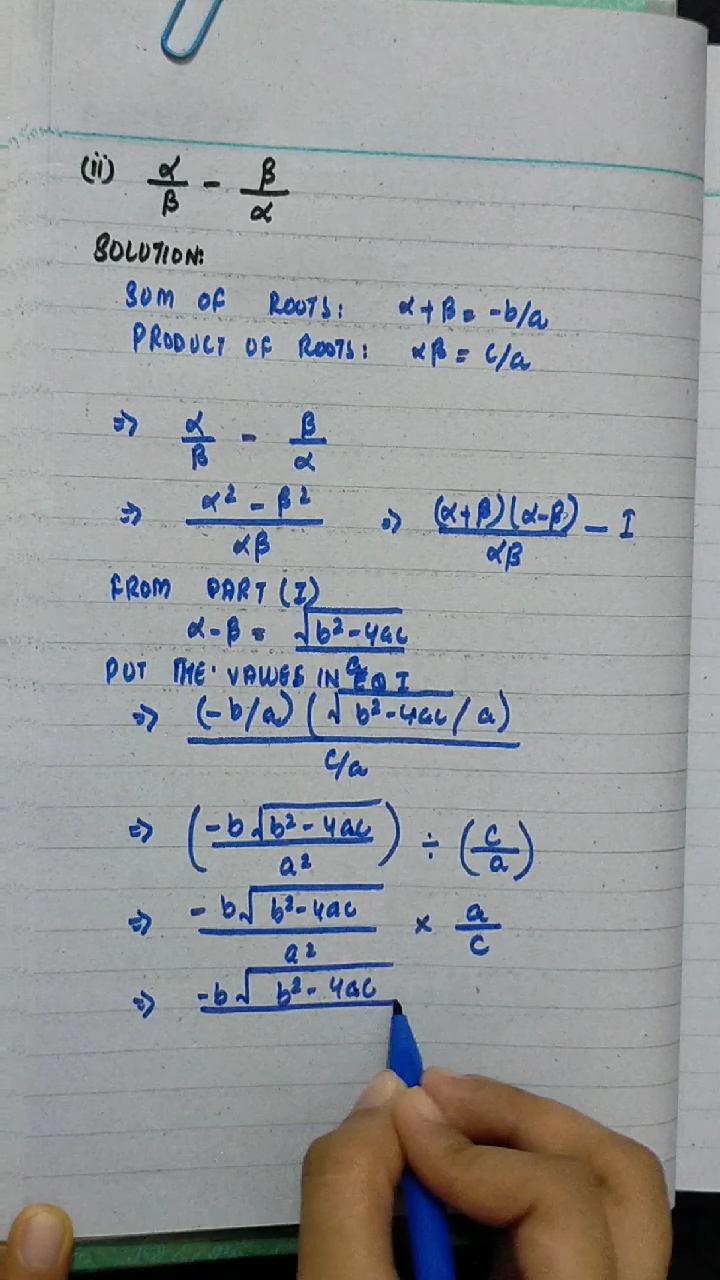 (ii) α/β - β/α
SOLUTION:
SUM OF ROOTS: α+β = -b/a
PRODUCT OF ROOTS: αβ = c/a
=> α/β - β/α
=> (α² - β²)/(αβ) => (α+β)(α-β)/(αβ) - I
FROM PART (I)
α-β = √(b²-4ac)/a
PUT THE VALUES IN EQ I
=> (-b/a)(√(b²-4ac)/a)/(c/a)
=> (-b√(b²-4ac)/a²) ÷ (c/a)
=> -b√(b²-4ac)/a² × a/c
=> -b√(b²-4ac)